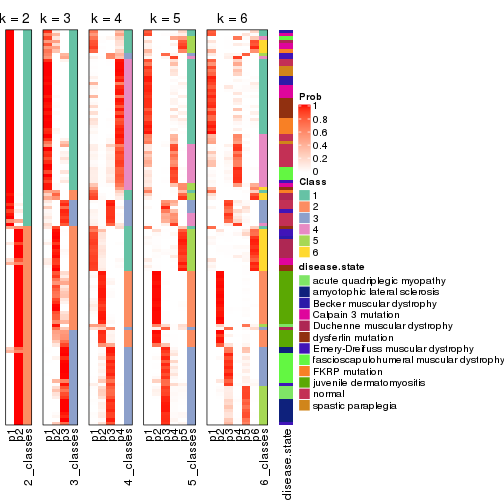 k = 2
k = 3
k = 4
k = 5
k = 6
Prob
1
0.8
0.6
0.4
0.2
0
Class
1
2
3
4
5
6
disease.state
acute quadriplegic myopathy
amyotrophic lateral sclerosis
Becker muscular dystrophy
Calpain 3 mutation
Duchenne muscular dystrophy
dysferlin mutation
Emery-Dreifuss muscular dystrophy
fascioscapulohumeral muscular dystrophy
FKRP mutation
juvenile dermatomyositis
normal
spastic paraplegia
p1
p2
2_classes
p1
p2
p3
3_classes
p1
p2
p3
p4
4_classes
p1
p2
p3
p4
p5
5_classes
p1
p2
p3
p4
p5
p6
6_classes
disease.state